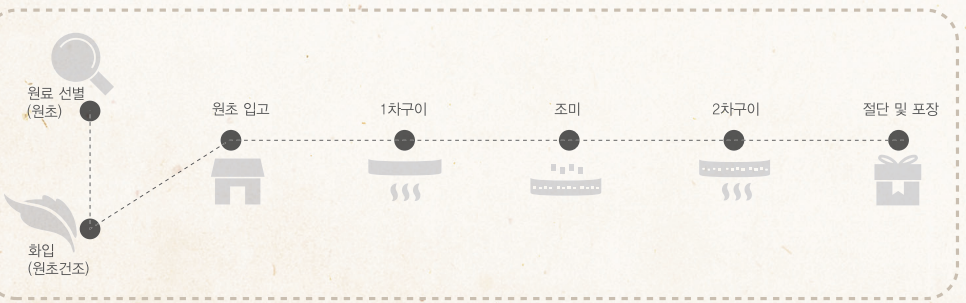 원료 선별
(원초)
화입
(원초건조)
원초 입고
1차구이
조미
2차구이
절단 및 포장